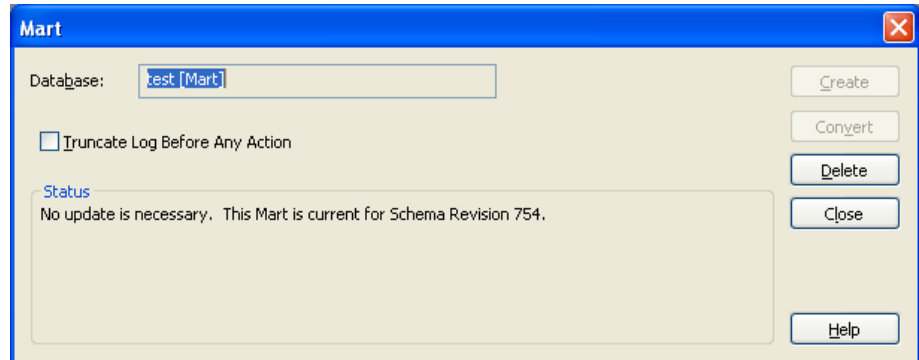 Mart
Database: test [Mart]
Create
Truncate Log Before Any Action
Convert
Delete
Status
No update is necessary. This Mart is current for Schema Revision 754.
Close
Help